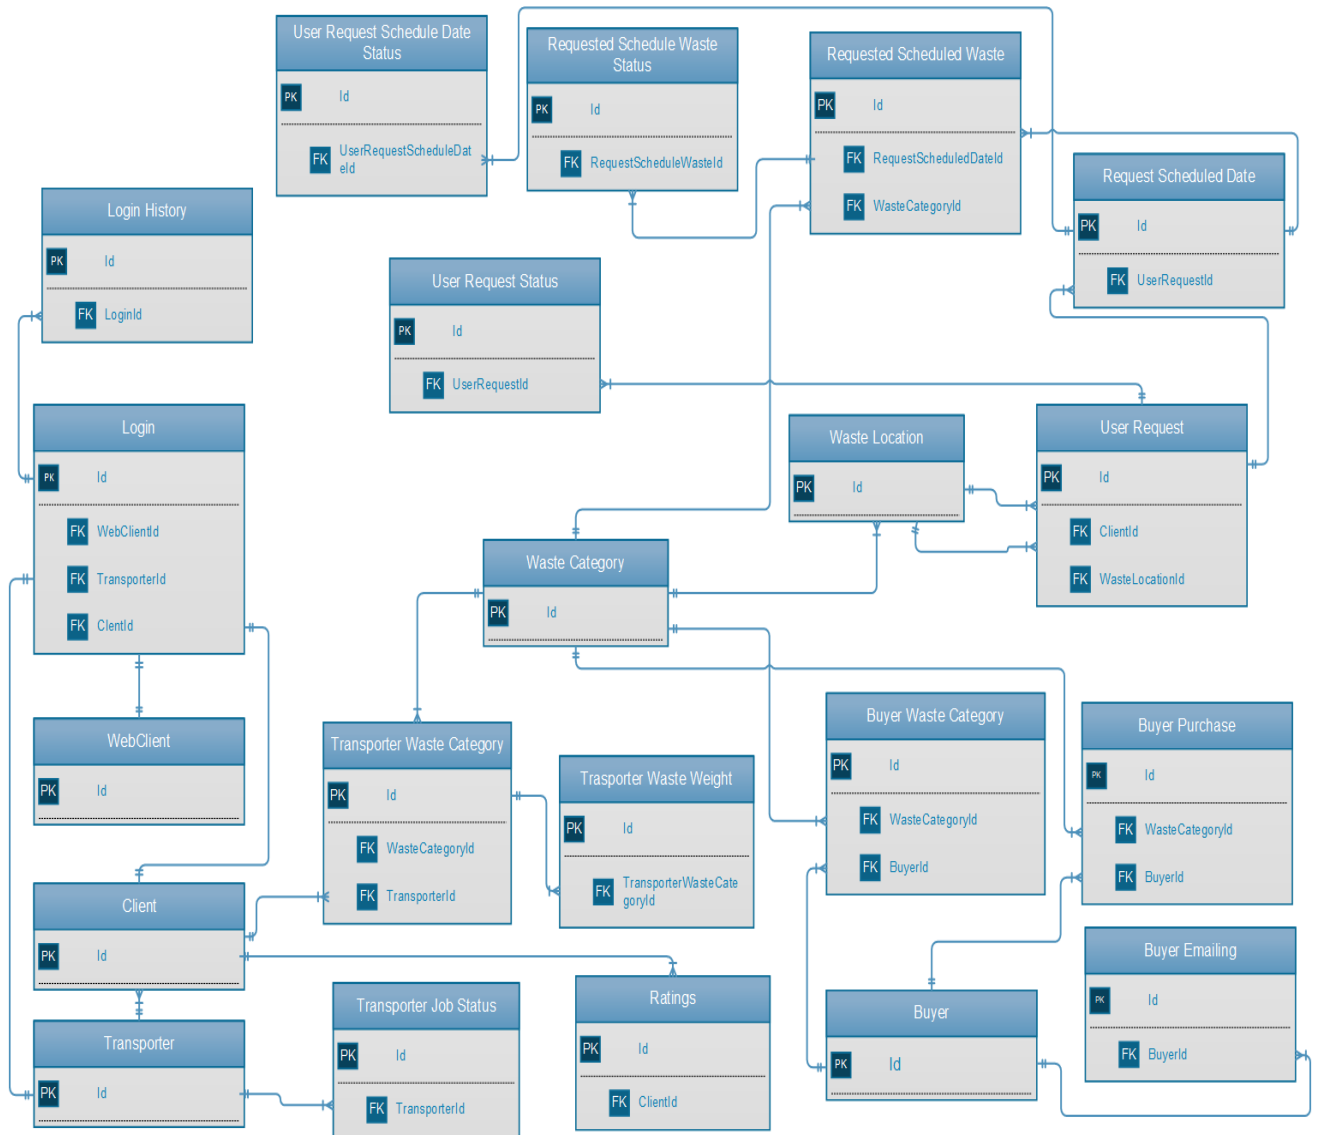 User Request Schedule Date
Status
PK Id
FK UserRequestScheduleDat
eId
Requested Schedule Waste
Status
PK Id
FK RequestScheduleWasteId
Requested Scheduled Waste
PK Id
FK RequestScheduledDateId
FK WasteCategoryId
Request Scheduled Date
PK Id
FK UserRequestId
Login History
PK Id
FK LoginId
User Request Status
PK Id
FK UserRequestId
Login
PK Id
FK WebClientId
FK TransporterId
FK ClentId
Waste Location
PK Id
User Request
PK Id
FK ClientId
FK WasteLocationId
Waste Category
PK Id
WebClient
PK Id
Transporter Waste Category
PK Id
FK WasteCategoryId
FK TransporterId
Trasporter Waste Weight
PK Id
FK TransporterWasteCate
goryId
Buyer Waste Category
PK Id
FK WasteCategoryId
FK BuyerId
Buyer Purchase
PK Id
FK WasteCategoryId
FK BuyerId
Client
PK Id
Buyer Emailing
PK Id
FK BuyerId
Transporter
PK Id
Transporter Job Status
PK Id
FK TransporterId
Ratings
PK Id
FK ClientId
Buyer
PK Id